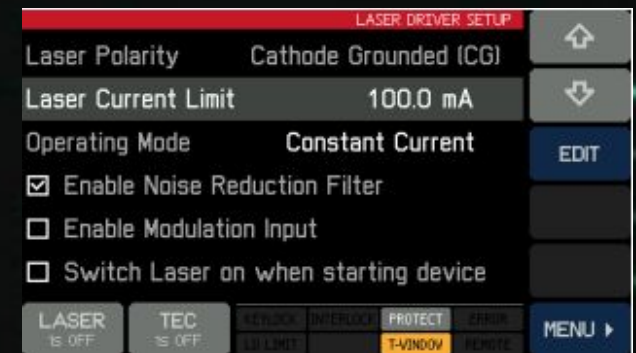 LASER DRIVER SETUP
Laser Polarity Cathode Grounded (CG)
Laser Current Limit 100.0 mA
Operating Mode Constant Current
EDIT
Enable Noise Reduction Filter
Enable Modulation Input
Switch Laser on when starting device
LASER
is OFF
TEC
is OFF
KEYLOCK INTERLOCK PROTECT ERROR
LD LIMIT T-WINDOW REMOTE
MENU